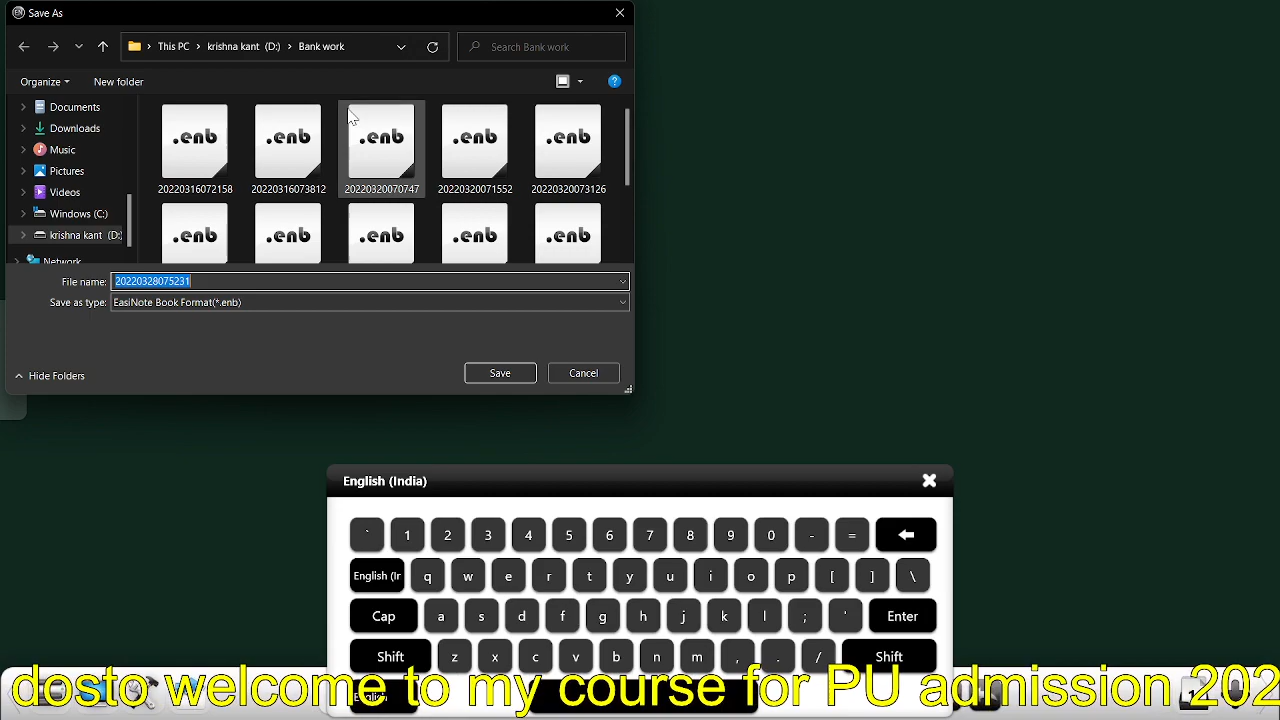 Save As
This PC > krishna kant (D:) > Bank work
Search Bank work
Organize
New folder
Documents
Downloads
Music
Pictures
Videos
Windows (C:)
krishna kant (D:
Network
.enb .enb .enb .enb .enb
20220316072158 20220316073812 20220320070747 20220320071552 20220320073126
.enb .enb .enb .enb .enb
File name: 20220328075231
Save as type: EasiNote Book Format(*.enb)
Hide Folders
Save
Cancel
English (India)
` 1 2 3 4 5 6 7 8 9 0 - =
English (Ir q w e r t y u i o p [ ] \
Cap a s d f g h j k l ; ' Enter
Shift z x c v b n m , . / Shift
dosto welcome to my course for PU admission 202